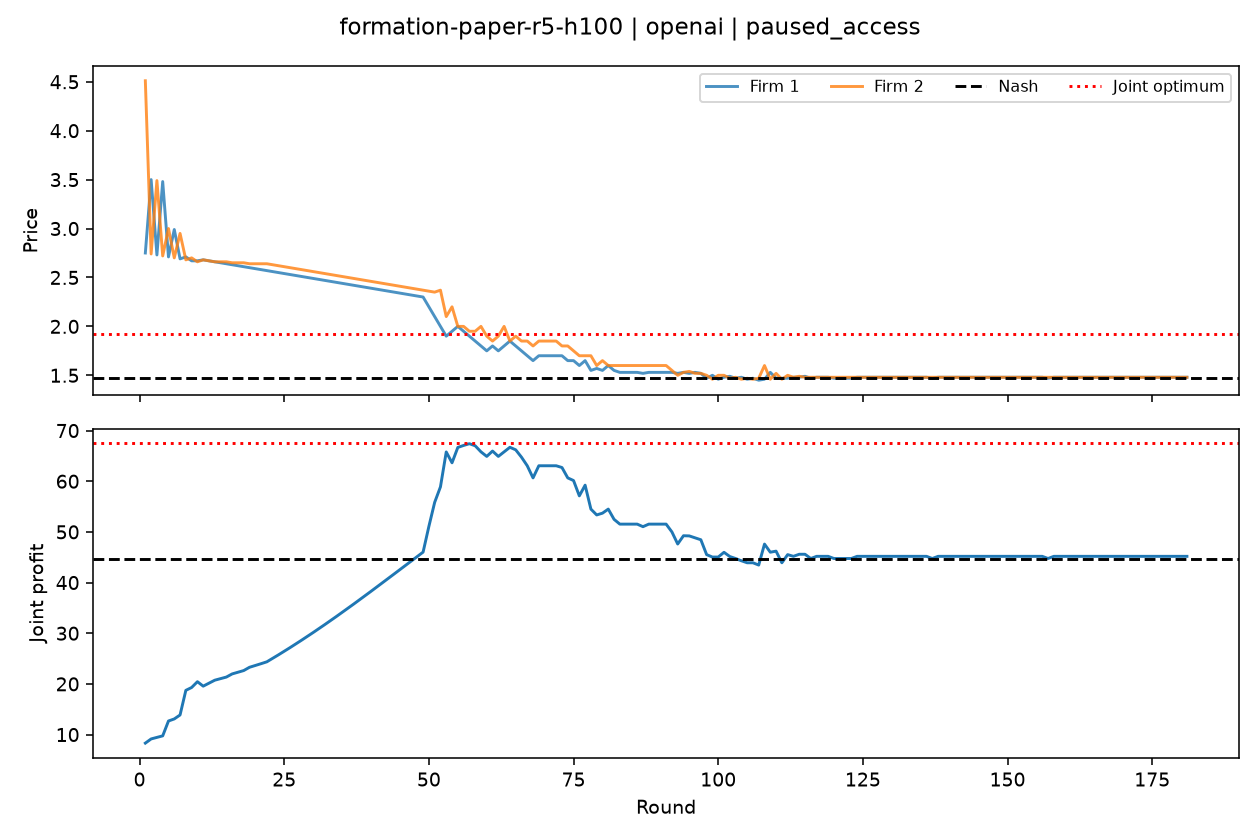 formation-paper-r5-h100 | openai | paused_access
4.5
4.0
3.5
3.0
2.5
2.0
1.5
Price
Firm 1
Firm 2
Nash
Joint optimum
70
60
50
40
30
20
10
Joint profit
0
25
50
75
100
125
150
175
Round